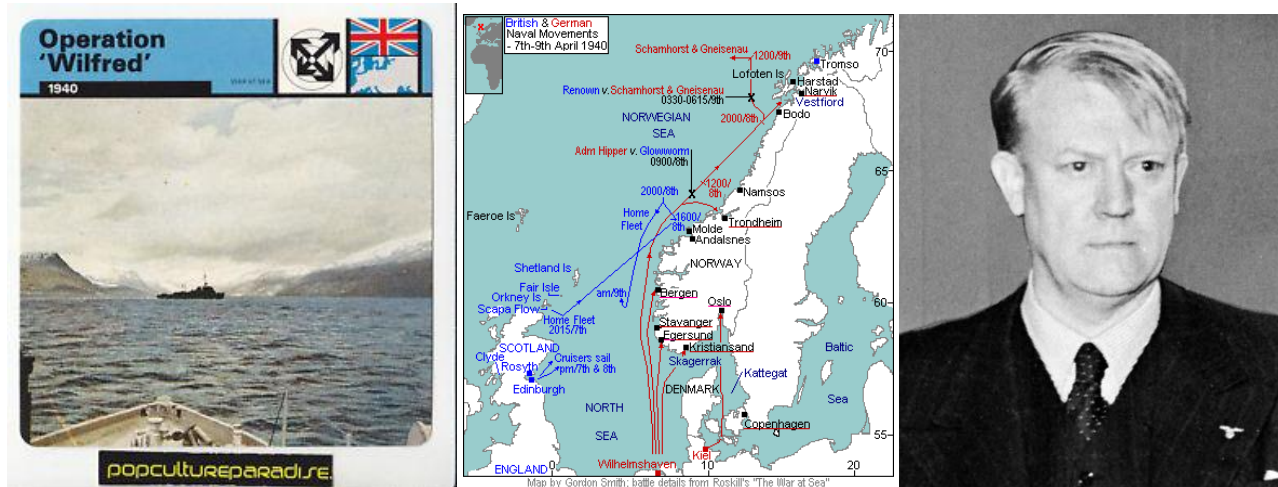 Operation
'Wilfred'
WAR AT SEA
1940
popcultureparadise.
British & German
Naval Movements
- 7th-9th April 1940
Scharnhorst & Gneisenau
1200/9th
70
Tromso
Lofoten Is
Harstad
Narvik
Renown v. Scharnhorst & Gneisenau
0330-0615/9th
Vestfiord
NORWEGIAN
SEA
2000/8th
Bodo
Adm Hipper v. Glowworm
0900/8th
65
2000/8th
1200/
8th
Namsos
Faeroe Is
Home
Fleet
1600/
8th
Trondheim
Molde
Andalsnes
NORWAY
Shetland Is
Fair Isle
Orkney Is
am/9th
Bergen
Oslo
60
Scapa Flow
Home Fleet
2015/7th
Stavanger
Egersund
SCOTLAND
Kristiansand
Clyde
Cruisers sail
pm/7th & 8th
Skagerrak
Baltic
Rosyth
Kattegat
Edinburgh
DENMARK
Sea
NORTH
SEA
Copenhagen
55
Kiel
Wilhelmshaven
ENGLAND
0
10
20
Map by Gordon Smith; battle details from Roskill's "The War at Sea"